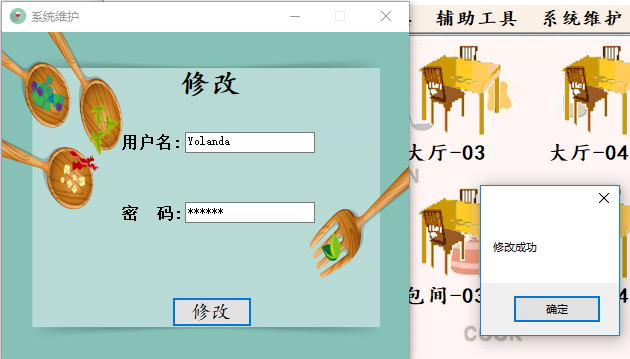 系统维护
修改
用户名:Yolanda
密 码:******
修改
辅助工具 系统维护
大厅-03 大厅-04
包间-03
修改成功
确定
COOK